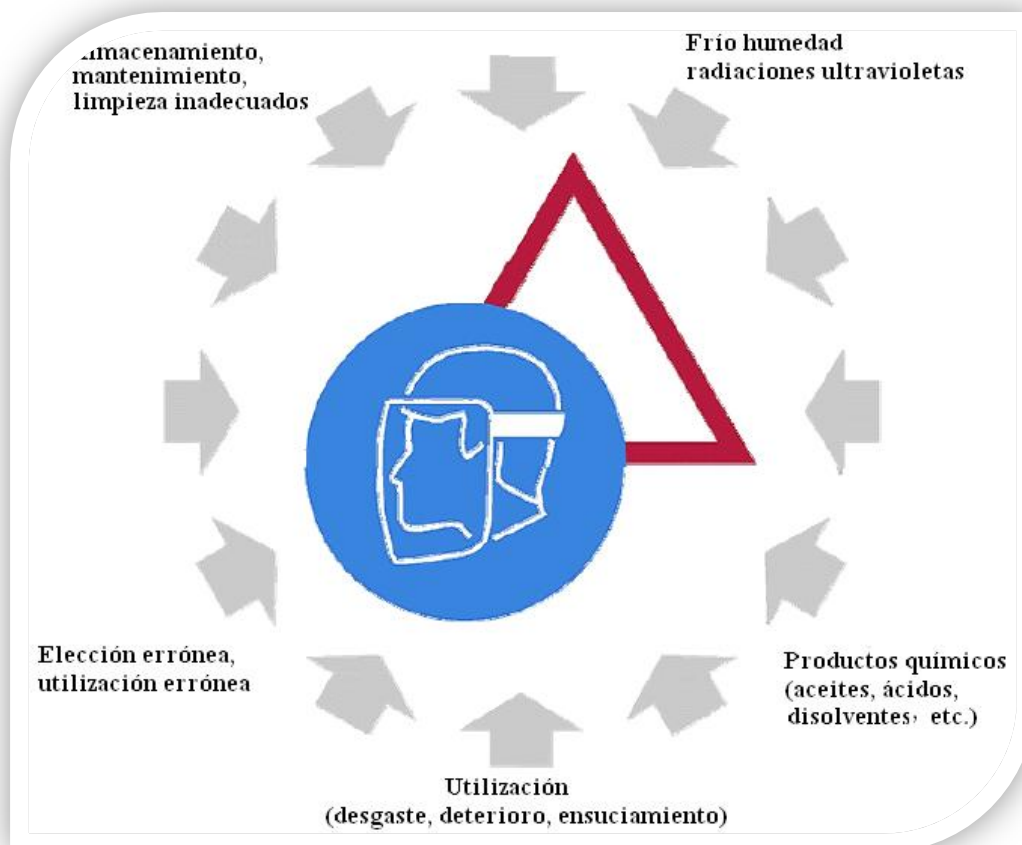 mantenimiento,
limpieza inadecuados
Frío humedad
radiaciones ultravioletas
Elección errónea,
utilización errónea
Productos químicos
(aceites, ácidos,
disolventes, etc.)
Utilización
(desgaste, deterioro, ensuciamiento)